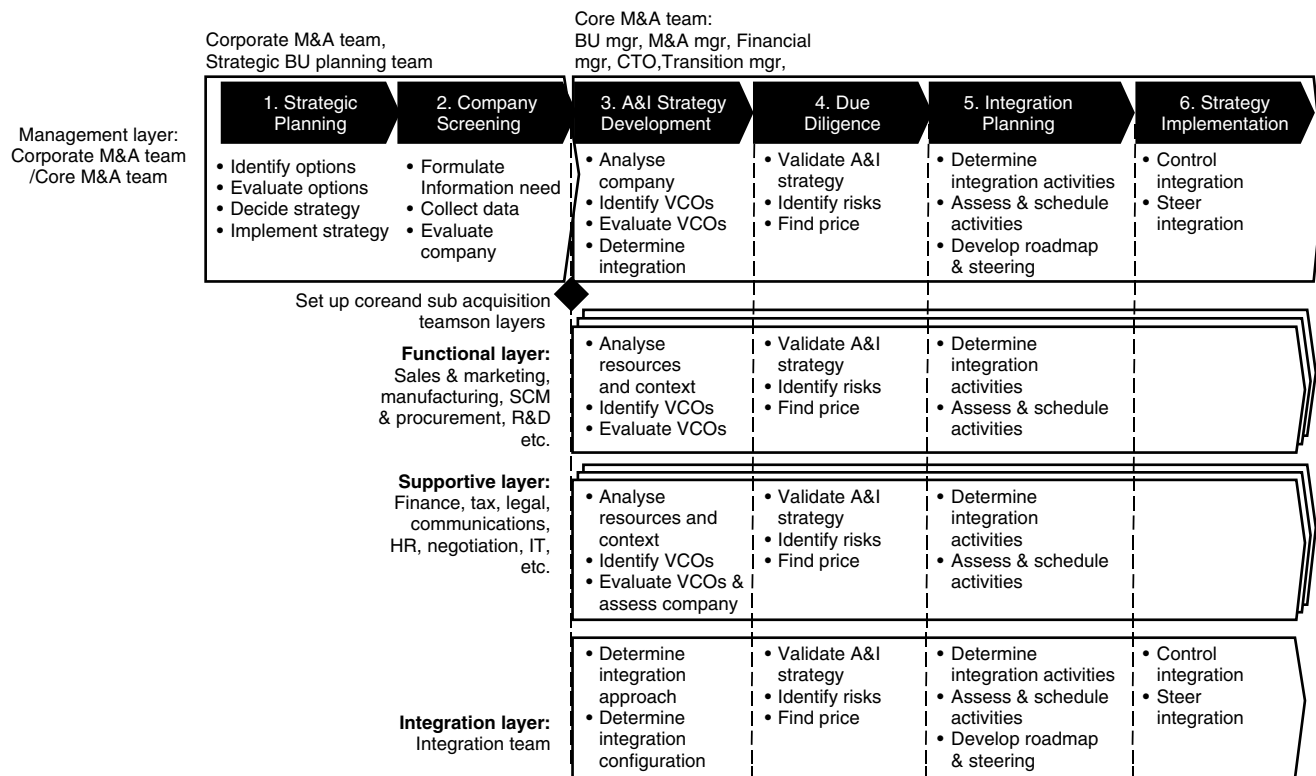 Corporate M&A team,
Strategic BU planning team
Core M&A team:
BU mgr, M&A mgr, Financial
mgr, CTO,Transition mgr,
Management layer:
Corporate M&A team
/Core M&A team
1. Strategic
Planning
• Identify options
• Evaluate options
• Decide strategy
• Implement strategy
2. Company
Screening
• Formulate
Information need
• Collect data
• Evaluate
company
3. A&I Strategy
Development
• Analyse
company
• Identify VCOs
• Evaluate VCOs
• Determine
integration
4. Due
Diligence
• Validate A&I
strategy
• Identify risks
• Find price
5. Integration
Planning
• Determine
integration activities
• Assess & schedule
activities
• Develop roadmap
& steering
6. Strategy
Implementation
• Control
integration
• Steer
integration
Set up coreand sub acquisition
teamson layers
Functional layer:
Sales & marketing,
manufacturing, SCM
& procurement, R&D
etc.
• Analyse
resources
and context
• Identify VCOs
• Evaluate VCOs
• Validate A&I
strategy
• Identify risks
• Find price
• Determine
integration
activities
• Assess & schedule
activities
Supportive layer:
Finance, tax, legal,
communications,
HR, negotiation, IT,
etc.
• Analyse
resources and
context
• Identify VCOs
• Evaluate VCOs &
assess company
• Validate A&I
strategy
• Identify risks
• Find price
• Determine
integration
activities
• Assess & schedule
activities
Integration layer:
Integration team
• Determine
integration
approach
• Determine
integration
configuration
• Validate A&I
strategy
• Identify risks
• Find price
• Determine
integration activities
• Assess & schedule
activities
• Develop roadmap
& steering
• Control
integration
• Steer
integration